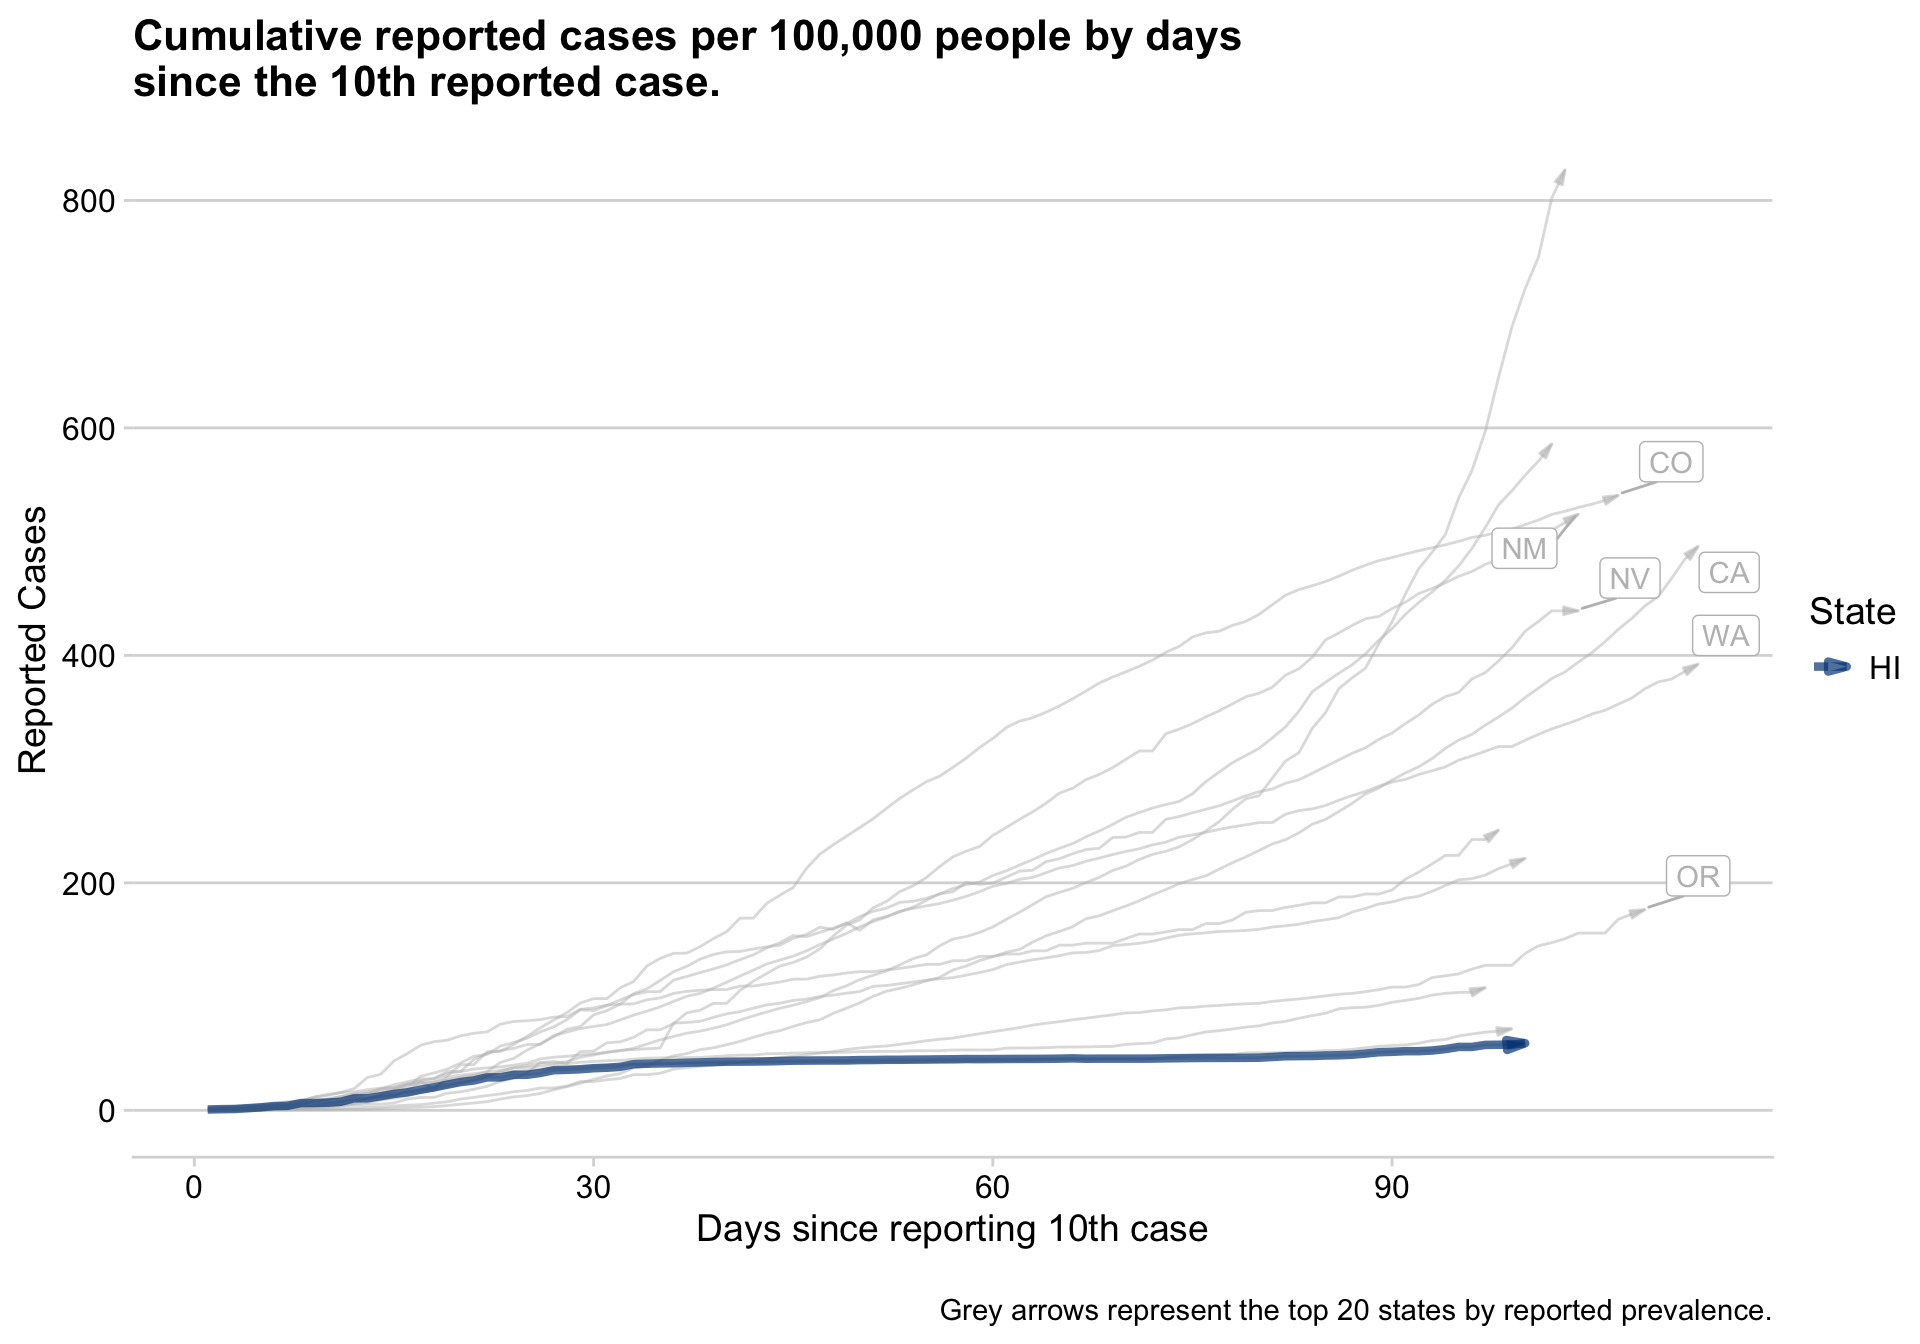 Cumulative reported cases per 100,000 people by days
since the 10th reported case.
800
600
400
200
0
Reported Cases
CO
NM
NV
CA
WA
OR
State
HI
0 30 60 90
Days since reporting 10th case
Grey arrows represent the top 20 states by reported prevalence.